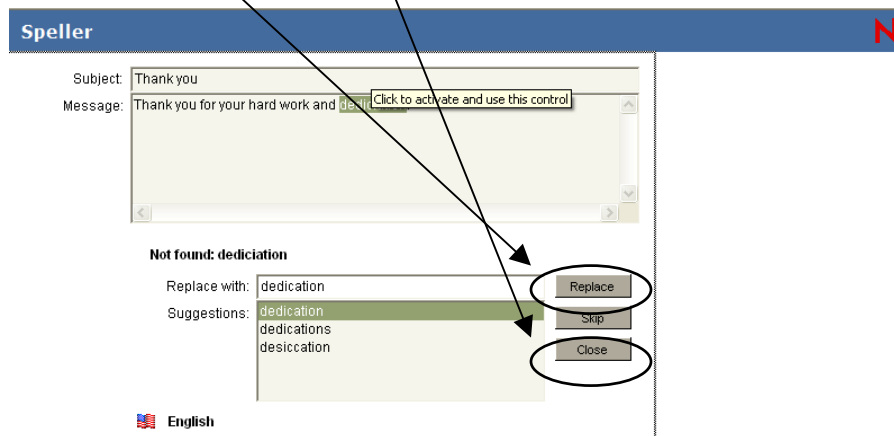 Speller
N
Subject: Thank you
Click to activate and use this control
Message: Thank you for your hard work and
Not found: dediciation
Replace with: dedication Replace
Suggestions: dedication Skip
dedications
desiccation Close
English